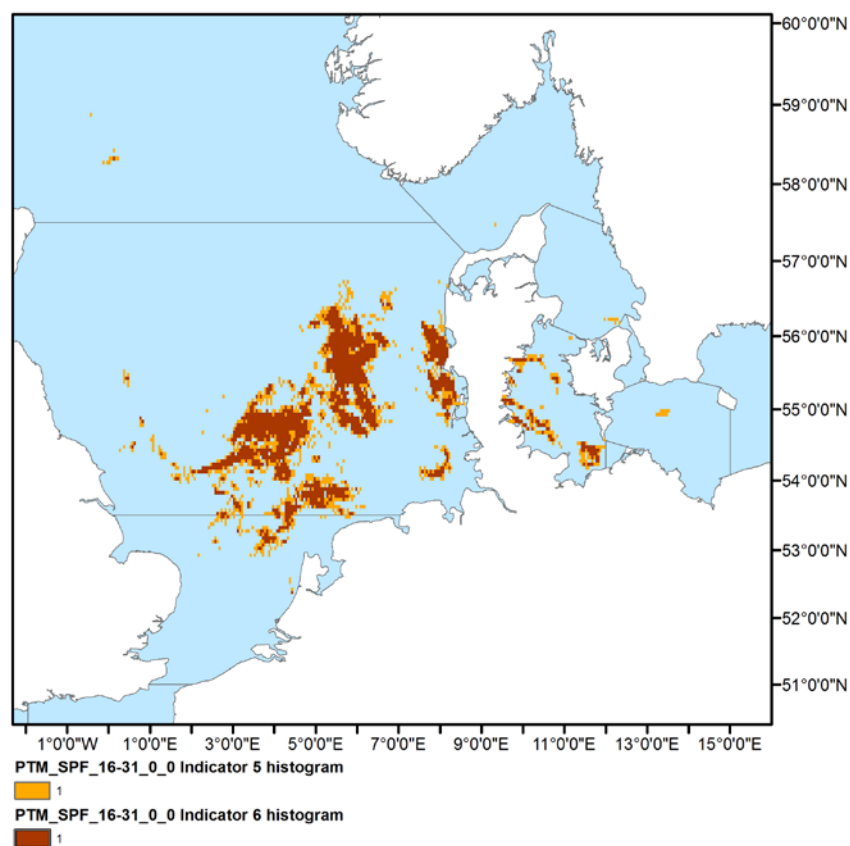 60°0'0"N
59°0'0"N
58°0'0"N
57°0'0"N
56°0'0"N
55°0'0"N
54°0'0"N
53°0'0"N
52°0'0"N
51°0'0"N
1°0'0"W 1°0'0"E 3°0'0"E 5°0'0"E 7°0'0"E 9°0'0"E 11°0'0"E 13°0'0"E 15°0'0"E
PTM_SPF_16-31_0_0 Indicator 5 histogram
1
PTM_SPF_16-31_0_0 Indicator 6 histogram
1